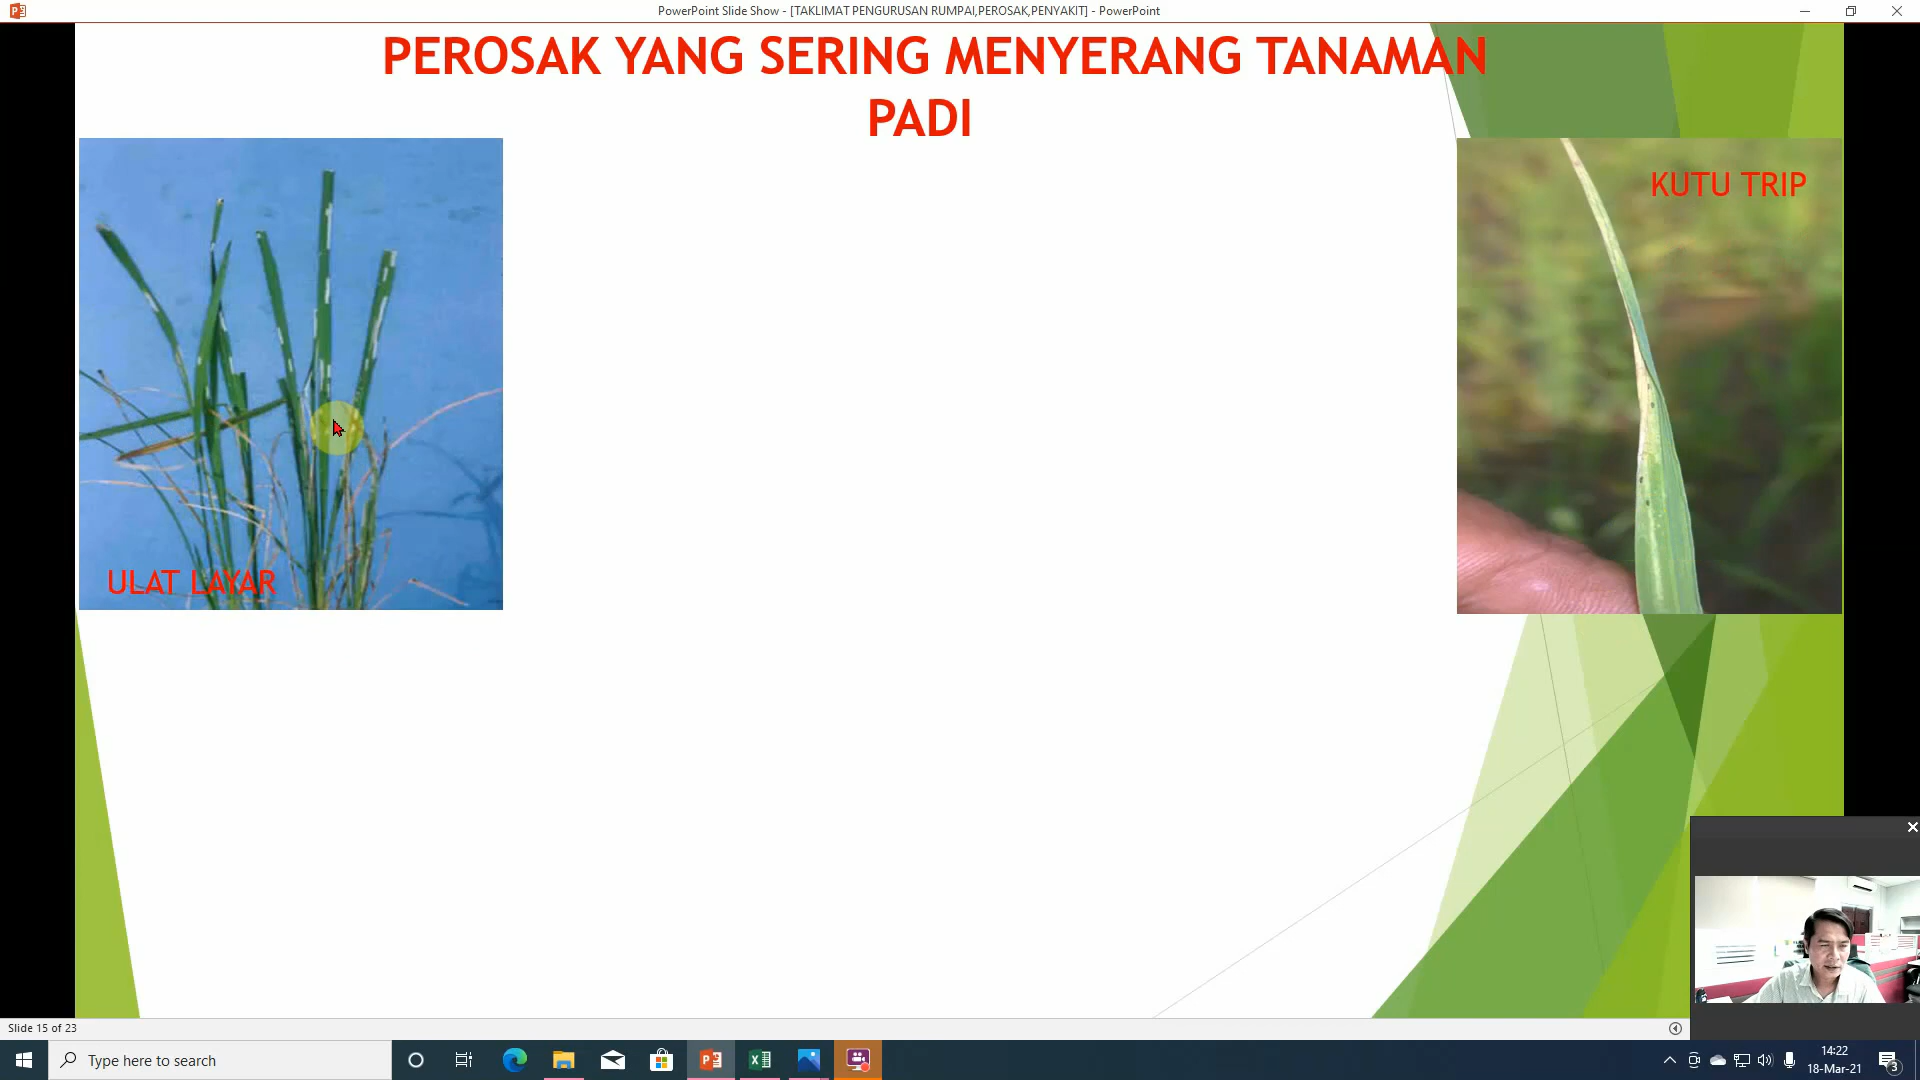 PowerPoint Slide Show - [TAKLIMAT PENGURUSAN RUMPAI,PEROSAK,PENYAKIT] - PowerPoint
PEROSAK YANG SERING MENYERANG TANAMAN
PADI
KUTU TRIP
ULAT LAYAR
Slide 15 of 23
Type here to search
14:22
18-Mar-21
3